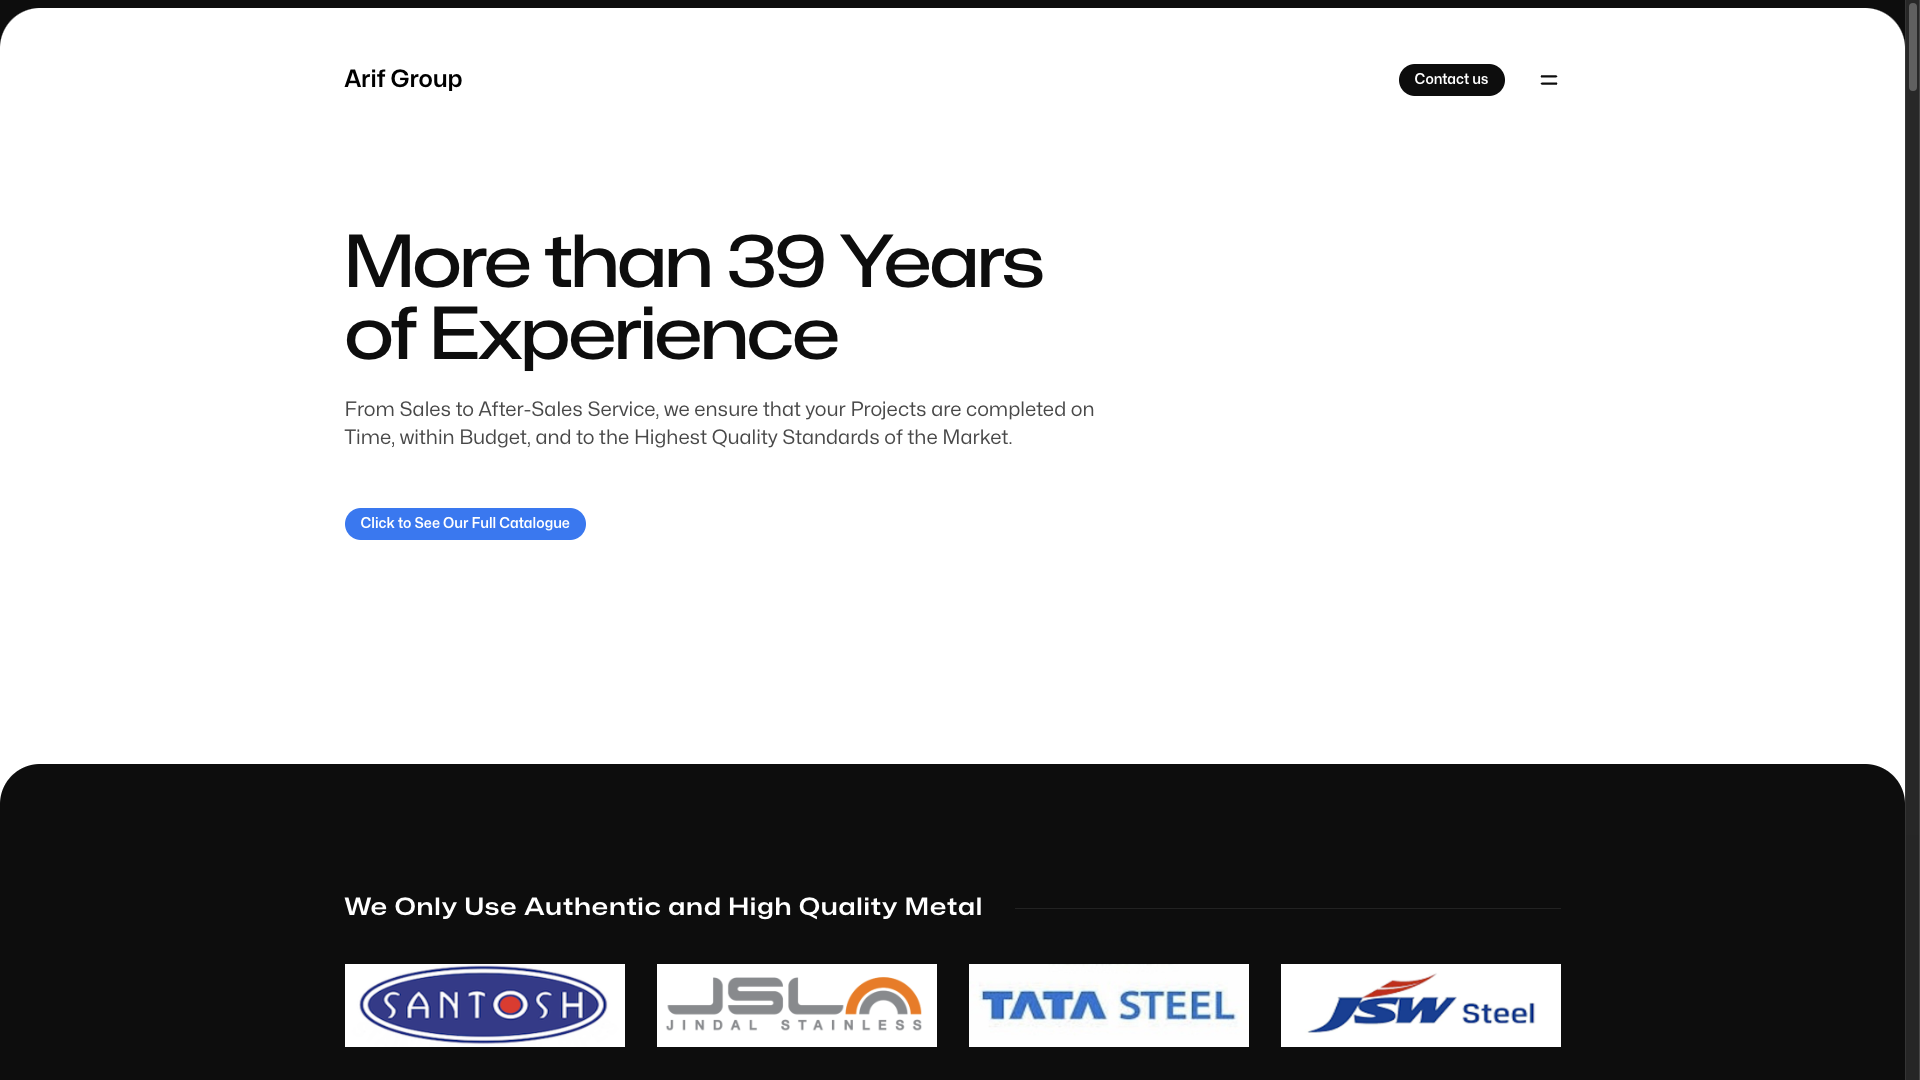 Arif Group
Contact us
More than 39 Years
of Experience
From Sales to After-Sales Service, we ensure that your Projects are completed on
Time, within Budget, and to the Highest Quality Standards of the Market.
Click to See Our Full Catalogue
We Only Use Authentic and High Quality Metal
SANTOSH
JSL
JINDAL STAINLESS
TATA STEEL
JSW Steel